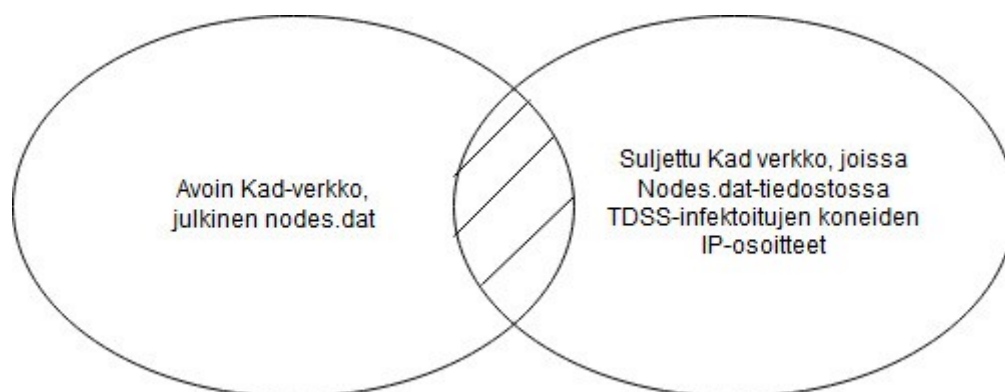 Avoin Kad-verkko,
julkinen nodes.dat
Suljettu Kad verkko, joissa
Nodes.dat-tiedostossa
TDSS-infektoitujen koneiden
IP-osoitteet